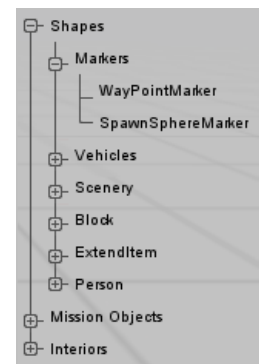 Shapes
Markers
WayPointMarker
SpawnSphereMarker
Vehicles
Scenery
Block
ExtendItem
Person
Mission Objects
Interiors